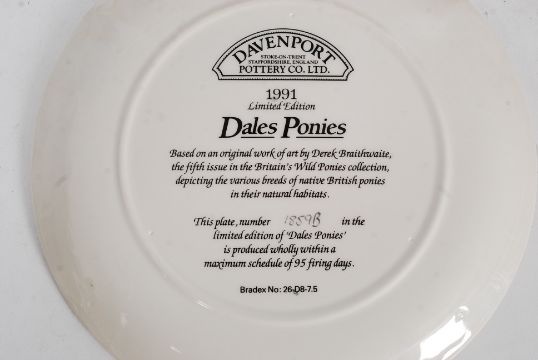 DAVENPORT
STOKE-ON-TRENT
STAFFORDSHIRE, ENGLAND
POTTERY CO. LTD.
1991
Limited Edition
Dales Ponies
Based on an original work of art by Derek Braithwaite,
the fifth issue in the Britain's Wild Ponies collection,
depicting the various breeds of native British ponies
in their natural habitats.
This plate, number 1859B in the
limited edition of 'Dales Ponies'
is produced wholly within a
maximum schedule of 95 firing days.
Bradex No: 26-D8-7.5